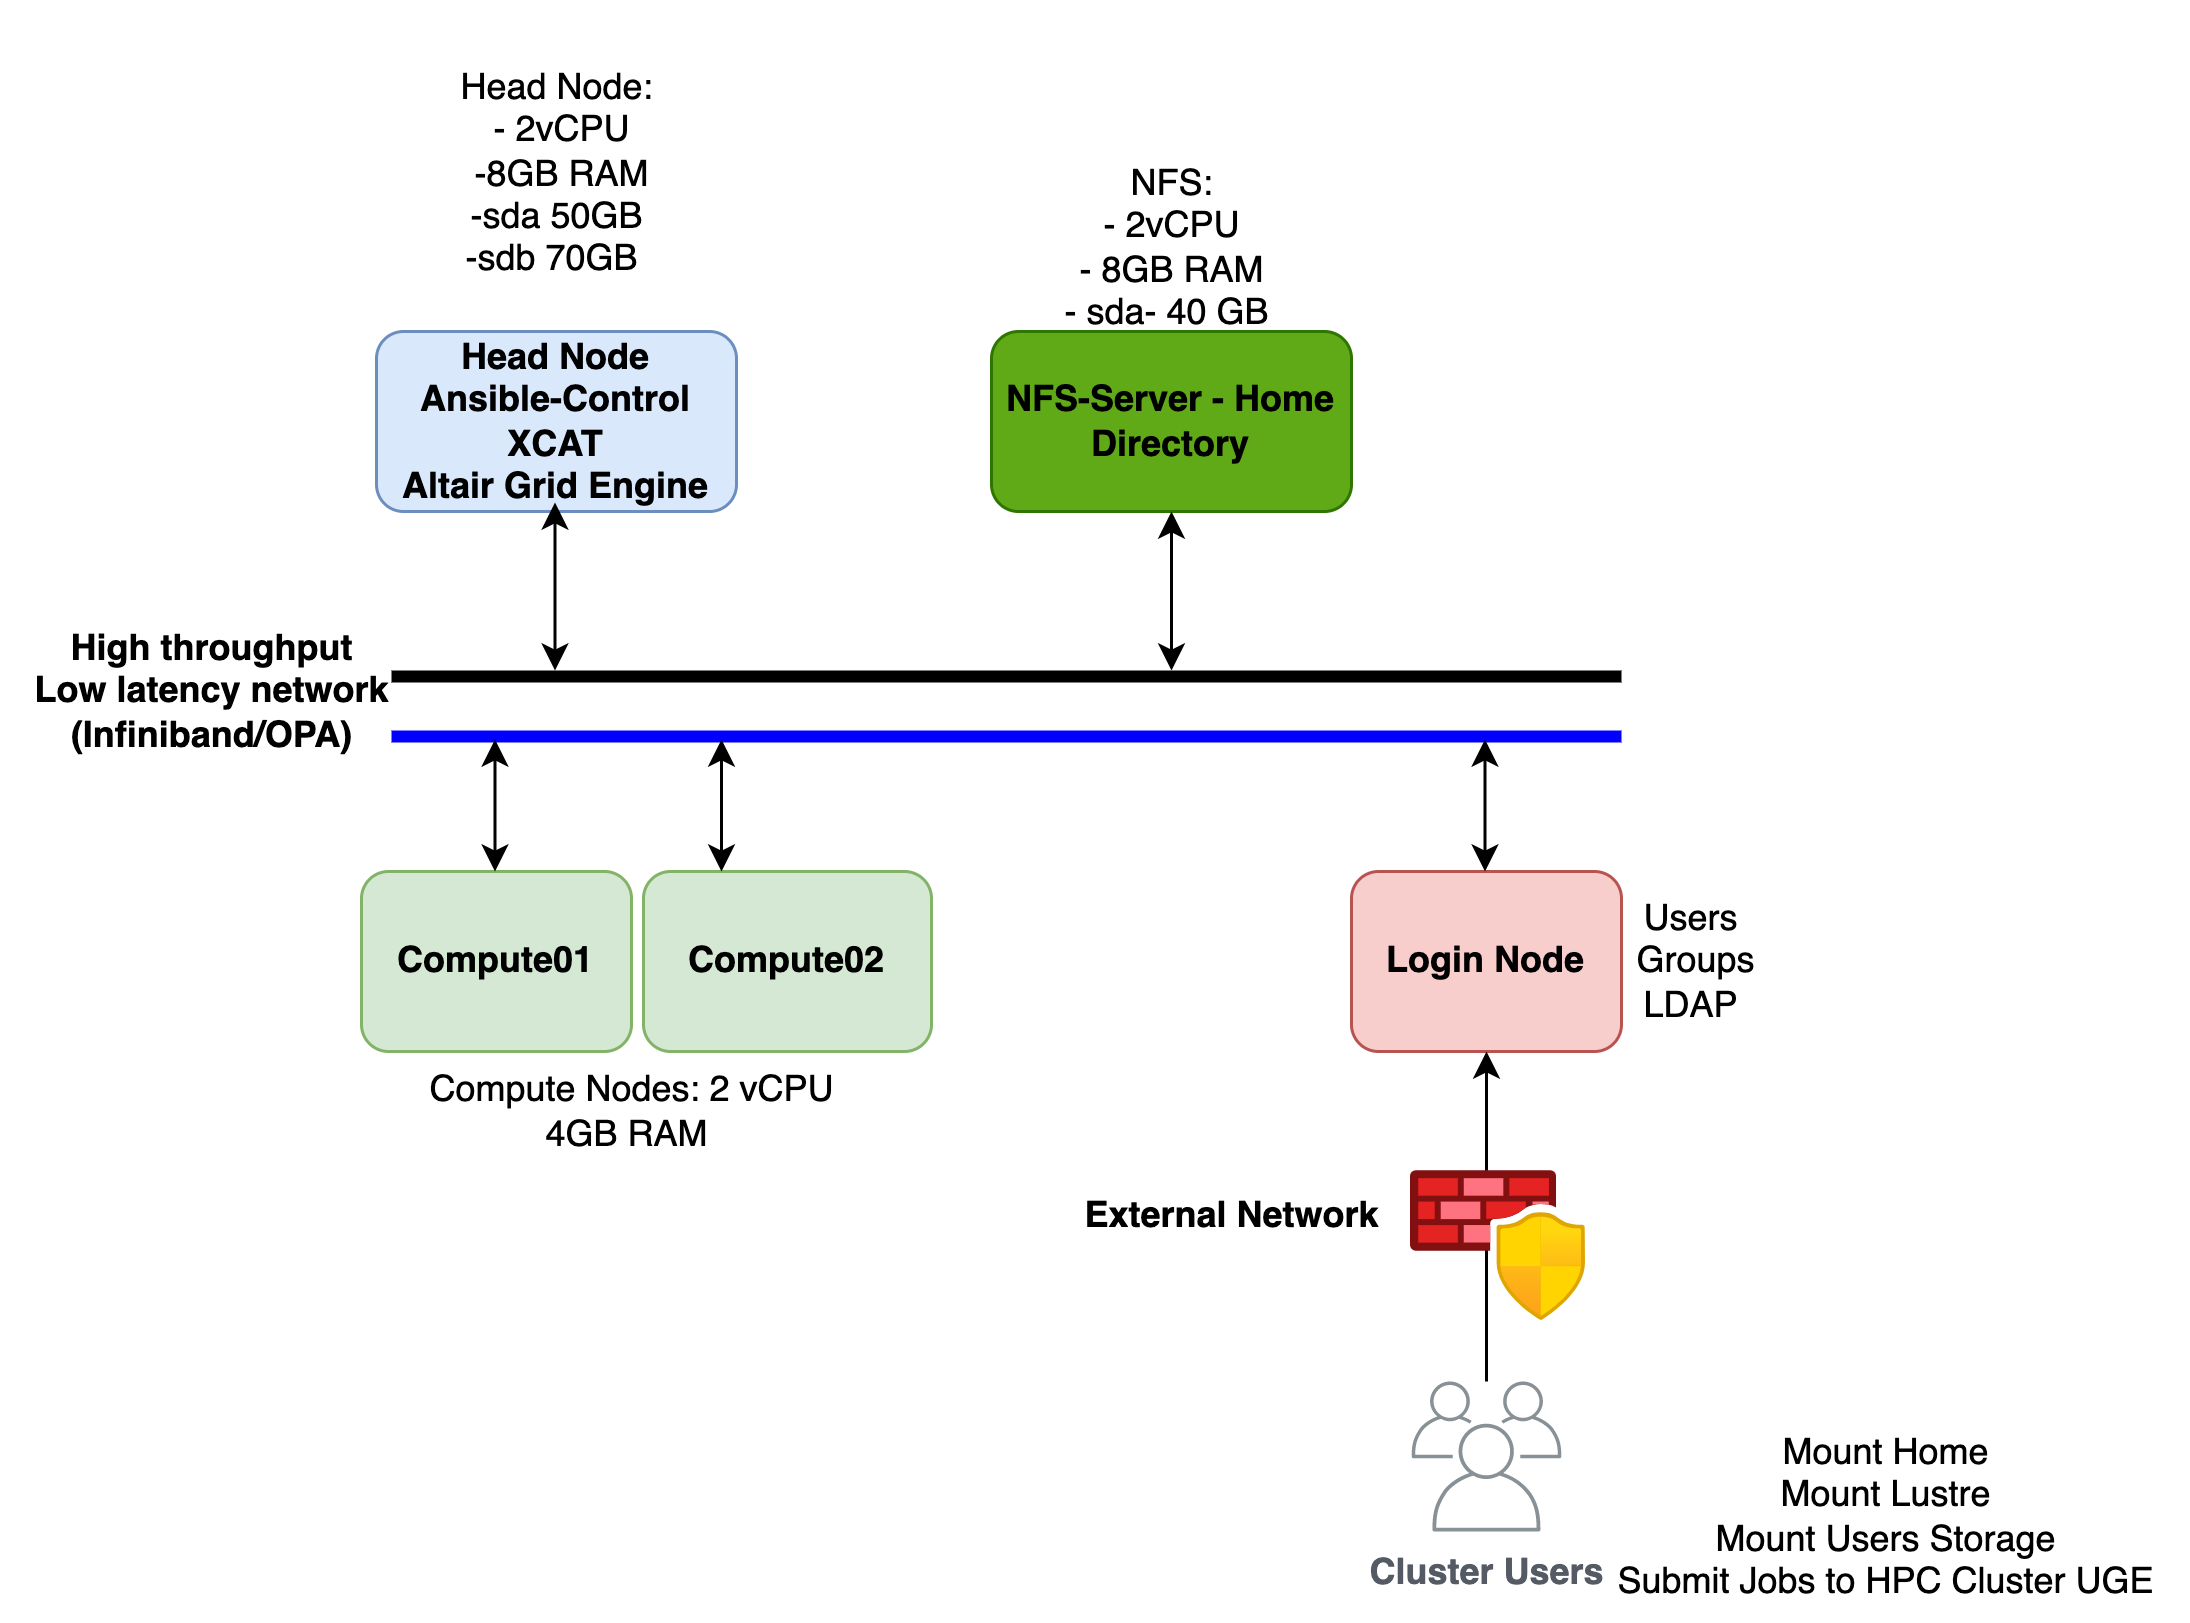 Head Node:
- 2vCPU
-8GB RAM
-sda 50GB
-sdb 70GB
NFS:
- 2vCPU
- 8GB RAM
- sda- 40 GB
Head Node
Ansible-Control
XCAT
Altair Grid Engine
NFS-Server - Home
Directory
High throughput
Low latency network
(Infiniband/OPA)
Compute01
Compute02
Login Node
Users
Groups
LDAP
Compute Nodes: 2 vCPU
4GB RAM
External Network
Cluster Users
Mount Home
Mount Lustre
Mount Users Storage
Submit Jobs to HPC Cluster UGE